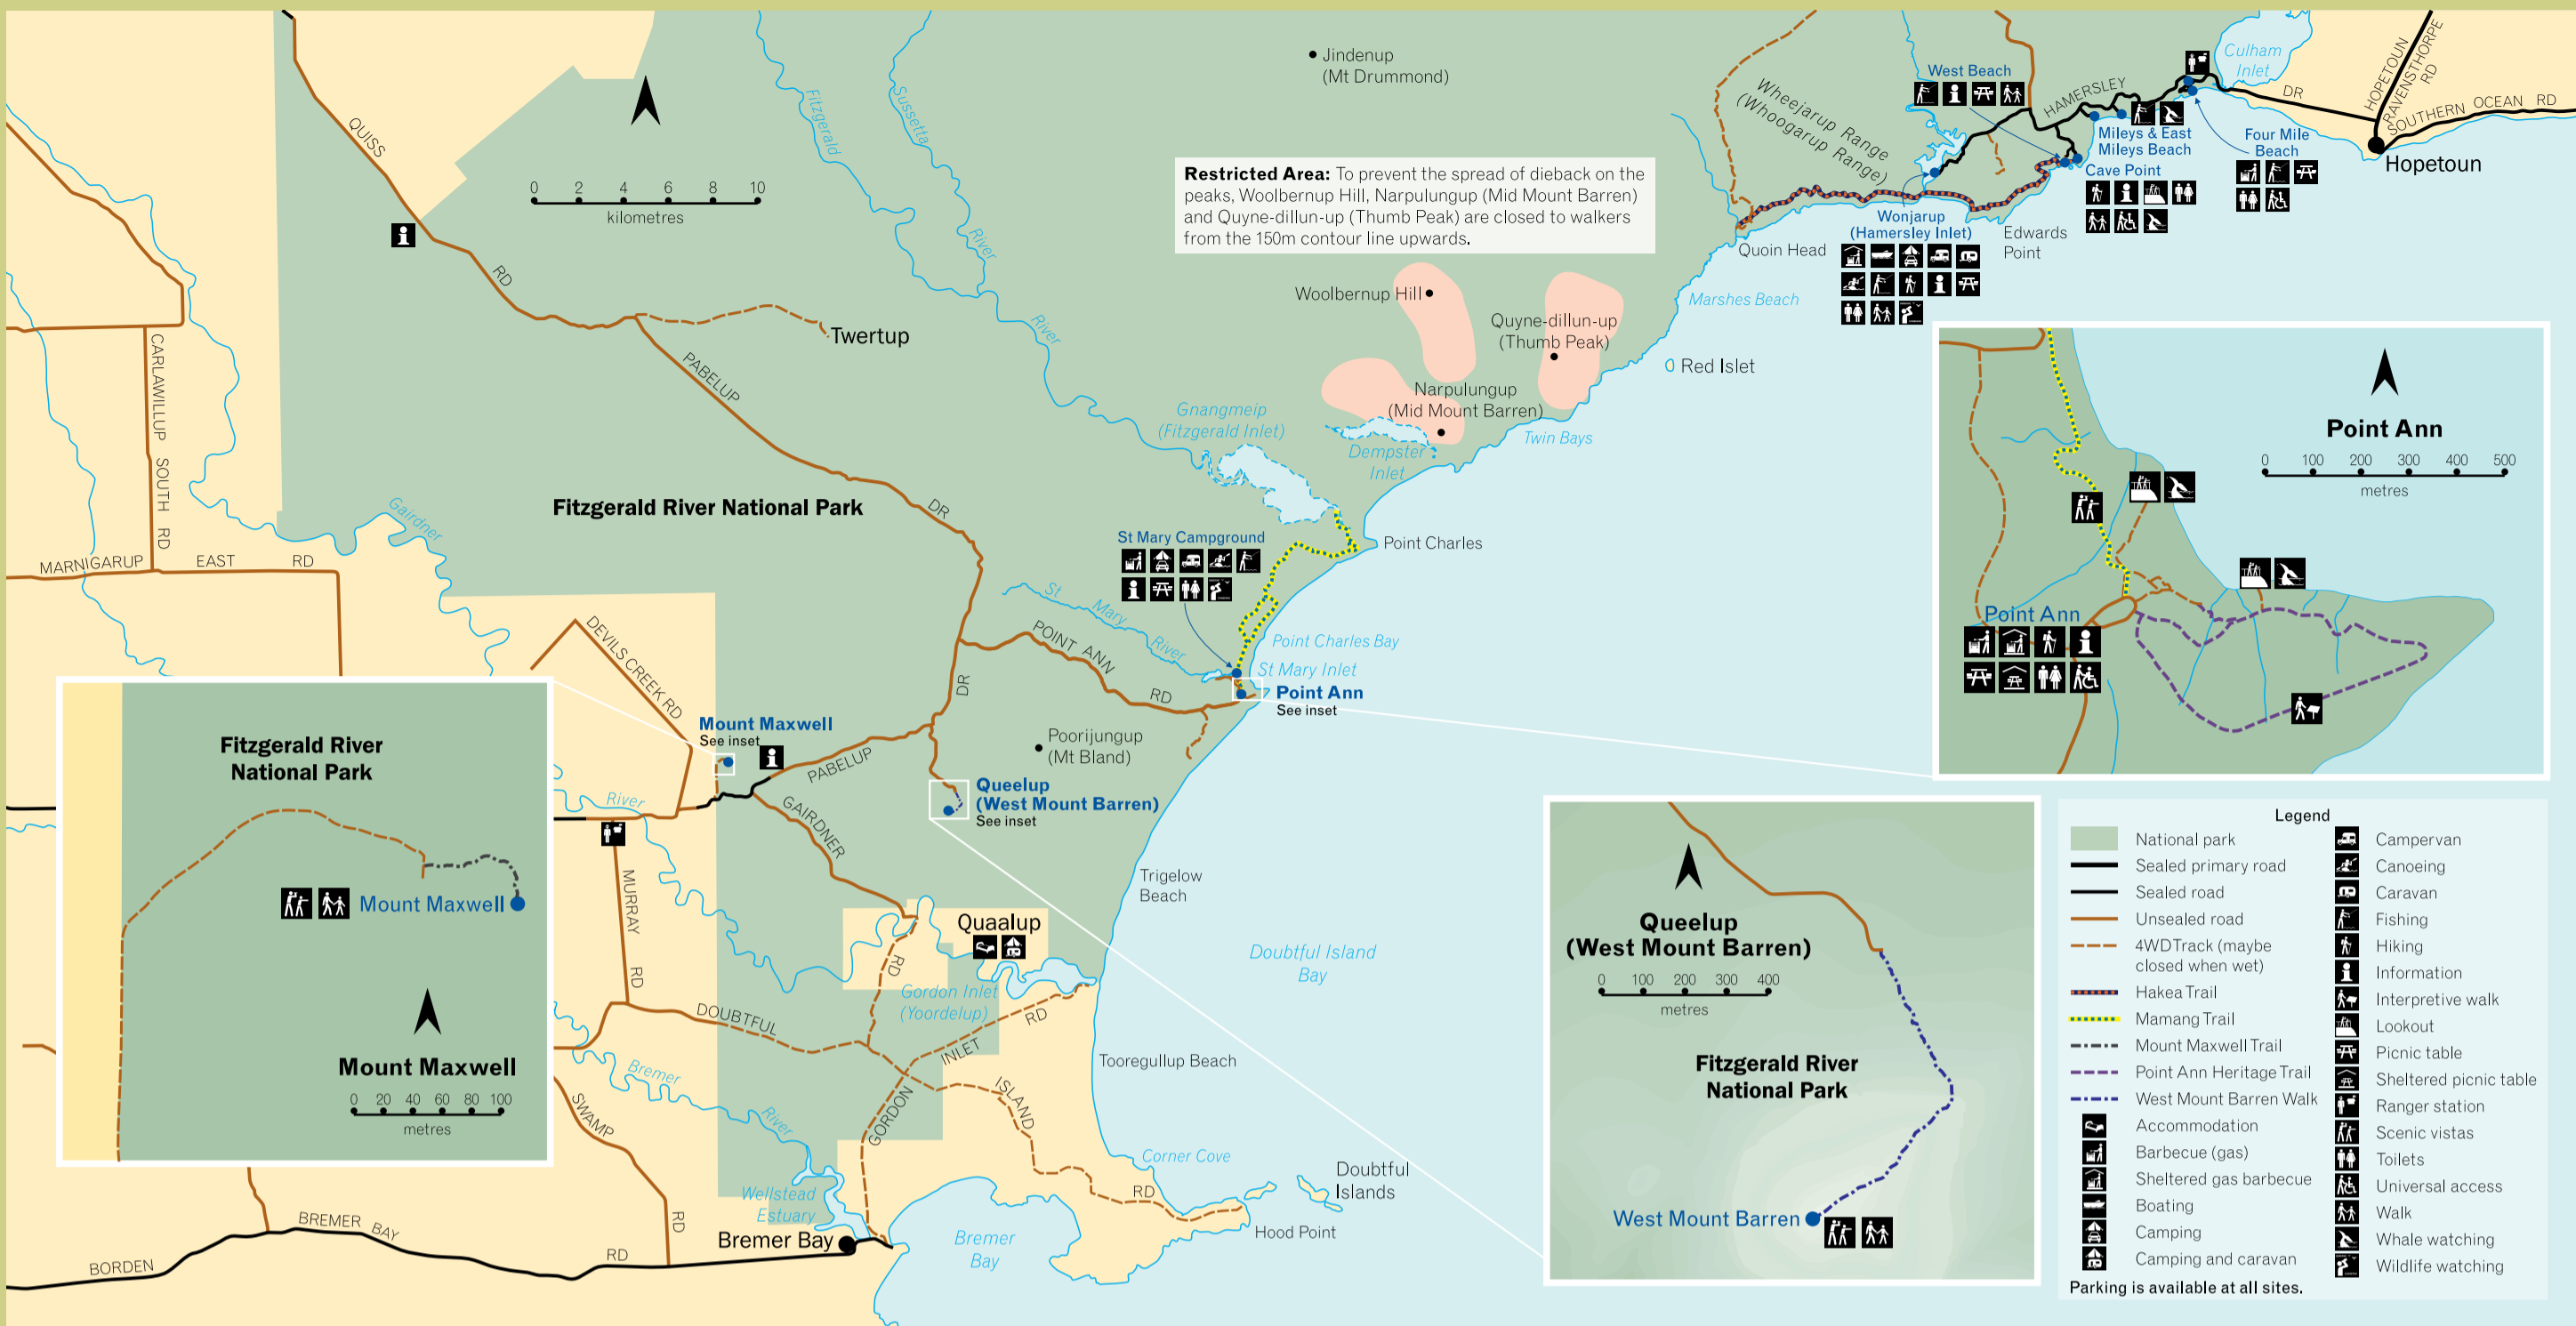 Jindenup
(Mt Drummond)
QUISS
RD
Fitzgerald
River
Sussetta
River
River
0 2 4 6 8 10
kilometres
Restricted Area: To prevent the spread of dieback on the
peaks, Woolbernup Hill, Narpulungup (Mid Mount Barren)
and Quyne-dillun-up (Thumb Peak) are closed to walkers
from the 150m contour line upwards.
Wheejarup Range
(Whoogarup Range)
West Beach
HAMERSLEY
DR
Culham
Inlet
HOPETOUN
RAVENSTHORPE
RD
SOUTHERN OCEAN RD
Hopetoun
Mileys & East
Mileys Beach
Four Mile
Beach
Cave Point
Wonjarup
(Hamersley Inlet)
Edwards
Point
Quoin Head
Marshes Beach
Red Islet
Woolbernup Hill
Quyne-dillun-up
(Thumb Peak)
Narpulungup
(Mid Mount Barren)
Twin Bays
Dempster
Inlet
Gnangmeip
(Fitzgerald Inlet)
Twertup
PABELUP
DR
CARLAWILLUP SOUTH RD
Fitzgerald River National Park
Gairdner
MARNIGARUP EAST RD
St Mary Campground
Point Charles
St Mary River
Point Charles Bay
St Mary Inlet
POINT ANN
RD
Point Ann
See inset
DEVILS CREEK RD
DR
Mount Maxwell
See inset
PABELUP
Poorijungup
(Mt Bland)
Queelup
(West Mount Barren)
See inset
River
GAIRDNER
RD
MURRAY
RD
Quaalup
Trigelow
Beach
Doubtful Island
Bay
Gordon Inlet
(Yoordelup)
DOUBTFUL
INLET
RD
GORDON
ISLAND
RD
Tooregullup Beach
Bremer
River
SWAMP
RD
Corner Cove
Doubtful
Islands
Hood Point
Wellstead
Estuary
Bremer Bay
Bremer
Bay
BORDEN
BREMER BAY
RD
Fitzgerald River
National Park
Mount Maxwell
Mount Maxwell
0 20 40 60 80 100
metres
Point Ann
0 100 200 300 400 500
metres
Point Ann
Queelup
(West Mount Barren)
0 100 200 300 400
metres
Fitzgerald River
National Park
West Mount Barren
Legend
National park
Sealed primary road
Sealed road
Unsealed road
4WD Track (maybe
closed when wet)
Hakea Trail
Mamang Trail
Mount Maxwell Trail
Point Ann Heritage Trail
West Mount Barren Walk
Accommodation
Barbecue (gas)
Sheltered gas barbecue
Boating
Camping
Camping and caravan
Campervan
Canoeing
Caravan
Fishing
Hiking
Information
Interpretive walk
Lookout
Picnic table
Sheltered picnic table
Ranger station
Scenic vistas
Toilets
Universal access
Walk
Whale watching
Wildlife watching
Parking is available at all sites.